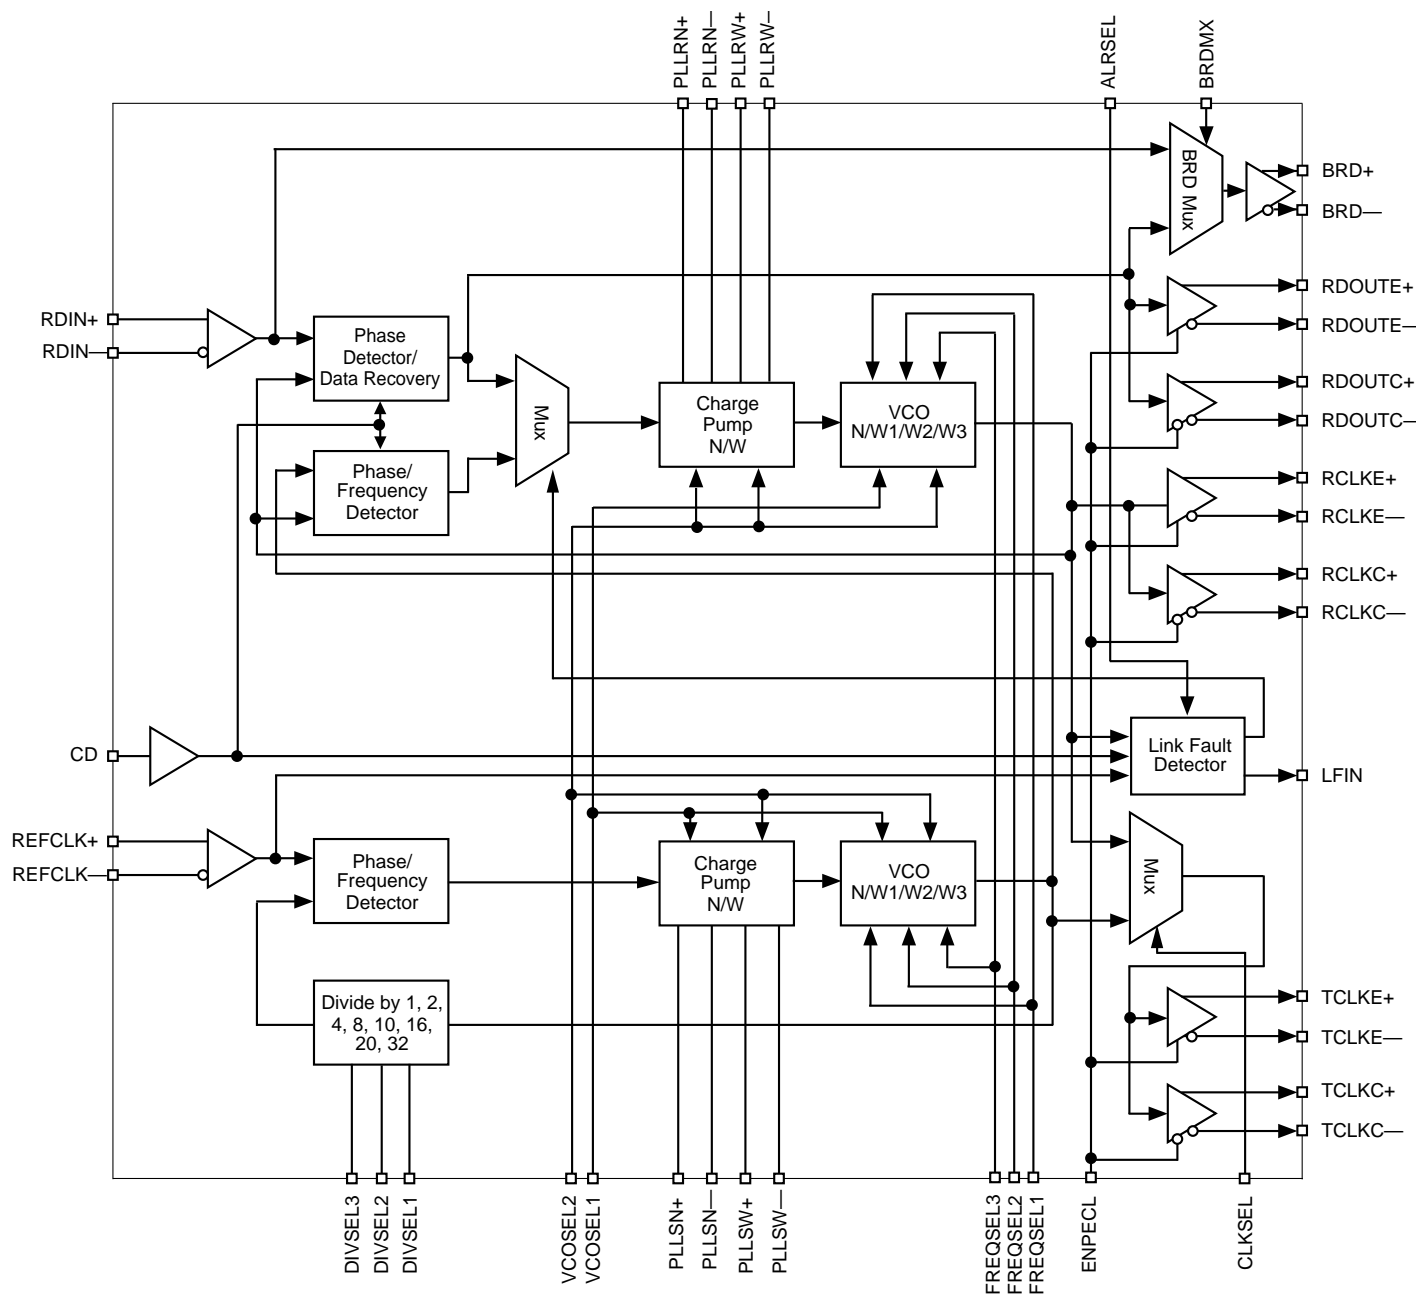 PLLRN+
PLLRN—
PLLRW+
PLLRW—
ALRSEL
BRDMX
BRD Mux
BRD+
BRD—
RDIN+
RDIN—
Phase
Detector/
Data Recovery
Mux
Phase/
Frequency
Detector
Charge
Pump
N/W
VCO
N/W1/W2/W3
RDOUTE+
RDOUTE—
RDOUTC+
RDOUTC—
RCLKE+
RCLKE—
RCLKC+
RCLKC—
CD
Link Fault
Detector
LFIN
REFCLK+
REFCLK—
Phase/
Frequency
Detector
Charge
Pump
N/W
VCO
N/W1/W2/W3
Mux
Divide by 1, 2,
4, 8, 10, 16,
20, 32
TCLKE+
TCLKE—
TCLKC+
TCLKC—
DIVSEL3
DIVSEL2
DIVSEL1
VCOSEL2
VCOSEL1
PLLSN+
PLLSN—
PLLSW+
PLLSW—
FREQSEL3
FREQSEL2
FREQSEL1
ENPECL
CLKSEL